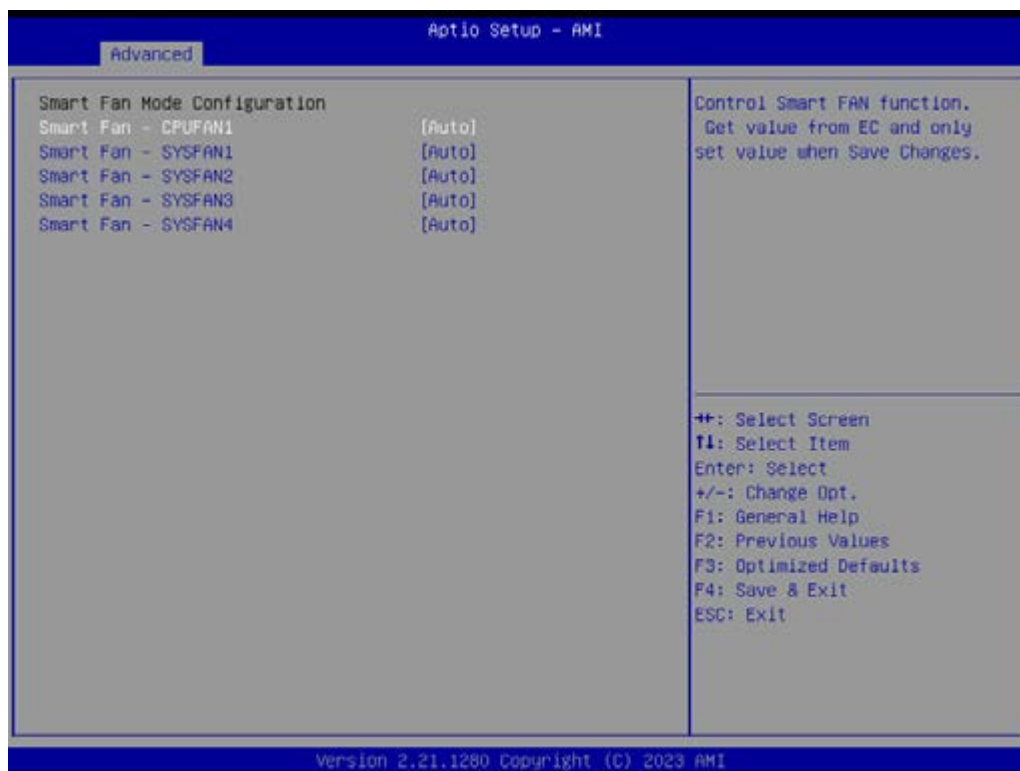 Aptio Setup - AMI
Advanced
Smart Fan Mode Configuration
Smart Fan - CPUFAN1 [Auto]
Smart Fan - SYSFAN1 [Auto]
Smart Fan - SYSFAN2 [Auto]
Smart Fan - SYSFAN3 [Auto]
Smart Fan - SYSFAN4 [Auto]
Control Smart FAN function.
Get value from EC and only
set value when Save Changes.
→←: Select Screen
↑↓: Select Item
Enter: Select
+/-: Change Opt.
F1: General Help
F2: Previous Values
F3: Optimized Defaults
F4: Save & Exit
ESC: Exit
Version 2.21.1280 Copyright (C) 2023 AMI